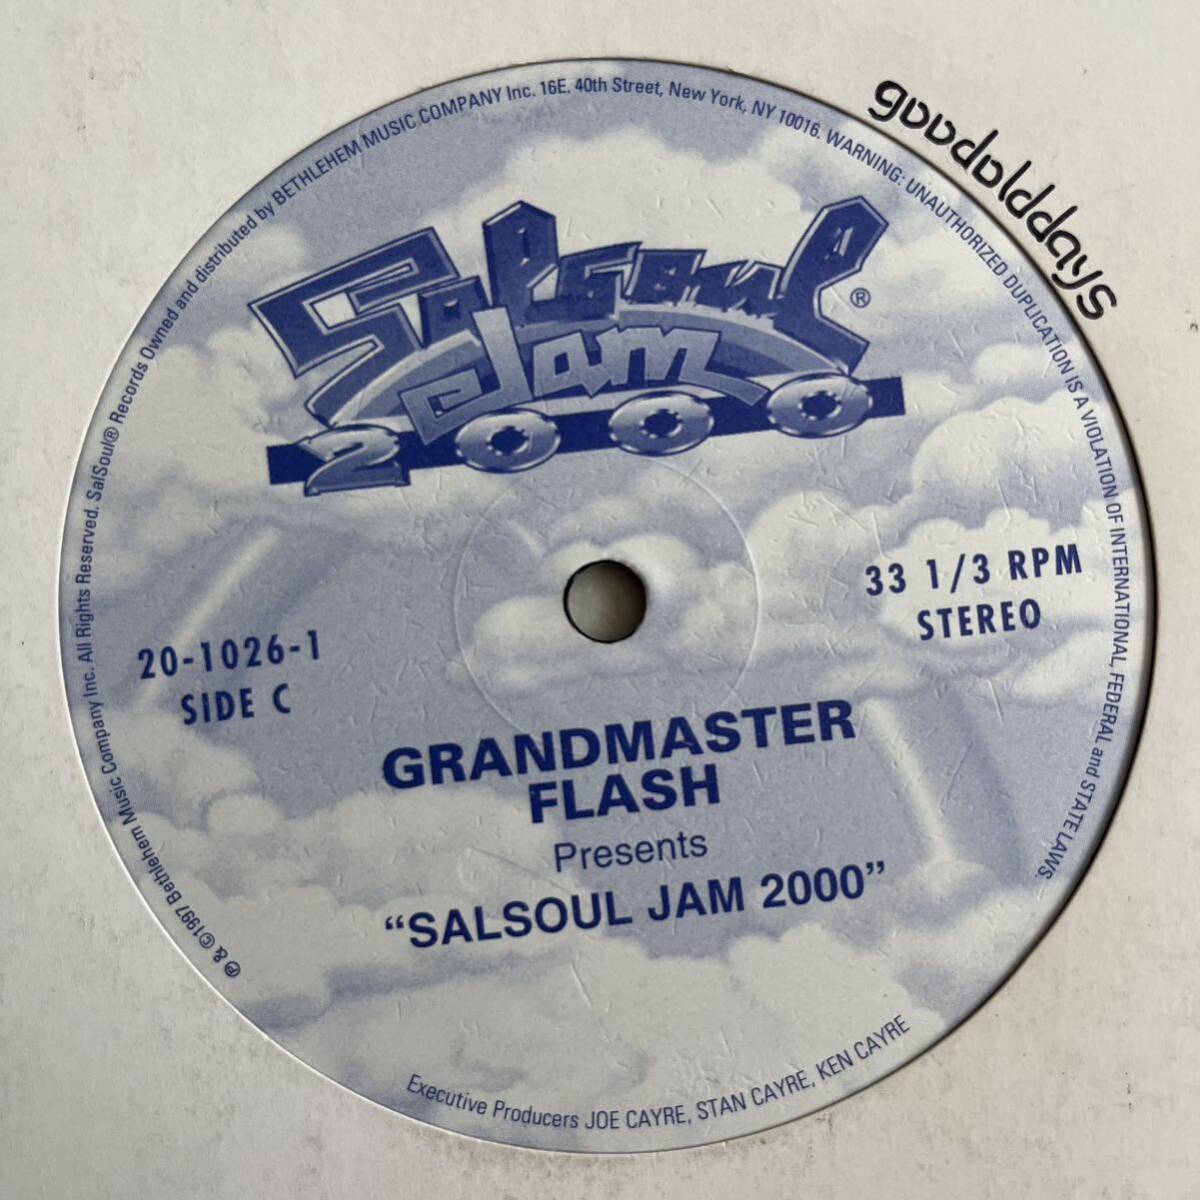 goodolddays
SalSoul® Records Owned and distributed by BETHLEHEM MUSIC COMPANY Inc. 16E. 40th Street, New York, NY 10016. WARNING: UNAUTHORIZED DUPLICATION IS A VIOLATION OF INTERNATIONAL, FEDERAL and STATE LAWS.
Salsoul®
Jam
2000
33 1/3 RPM
STEREO
20-1026-1
SIDE C
GRANDMASTER
FLASH
Presents
“SALSOUL JAM 2000”
℗ & ©1997 Bethlehem Music Company Inc. All Rights Reserved.
Executive Producers JOE CAYRE, STAN CAYRE, KEN CAYRE